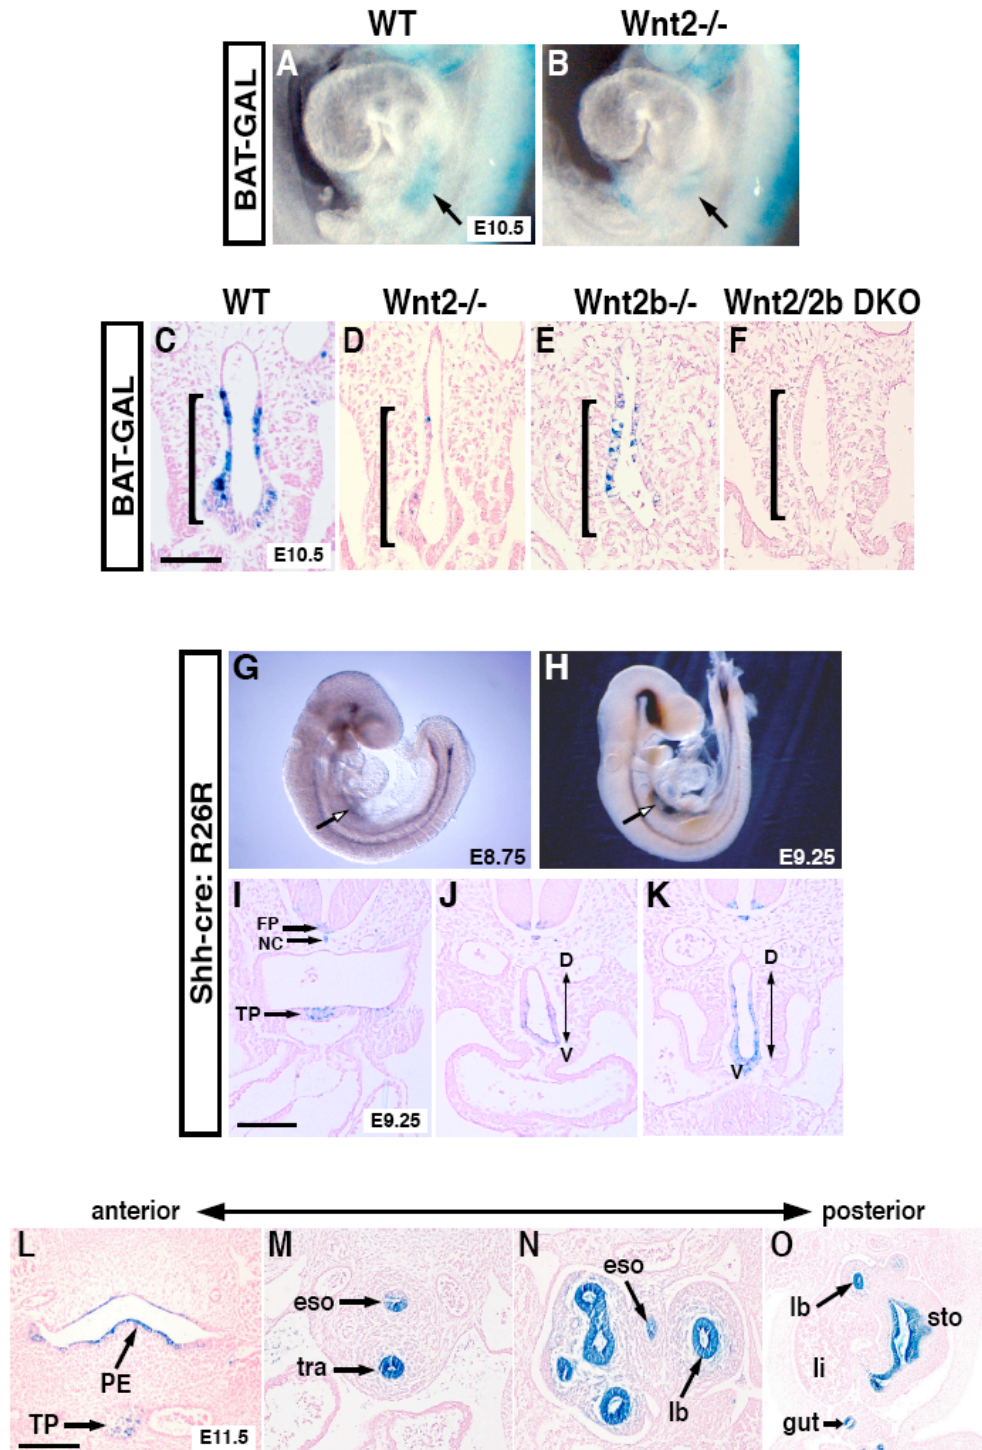 WT Wnt2-/-
BAT-GAL
A B
E10.5
WT Wnt2-/- Wnt2b-/- Wnt2/2b DKO
BAT-GAL
C D E F
E10.5
Shh-cre: R26R
G H
E8.75 E9.25
I J K
FP
NC
D D
TP
V V
E9.25
anterior posterior
L M N O
eso eso lb sto
tra
PE li
lb
TP gut
E11.5